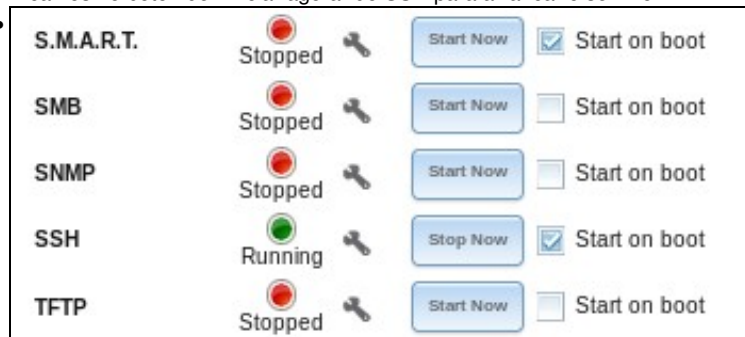 S.M.A.R.T. Stopped Start Now Start on boot
SMB Stopped Start Now Start on boot
SNMP Stopped Start Now Start on boot
SSH Running Stop Now Start on boot
TFTP Stopped Start Now Start on boot